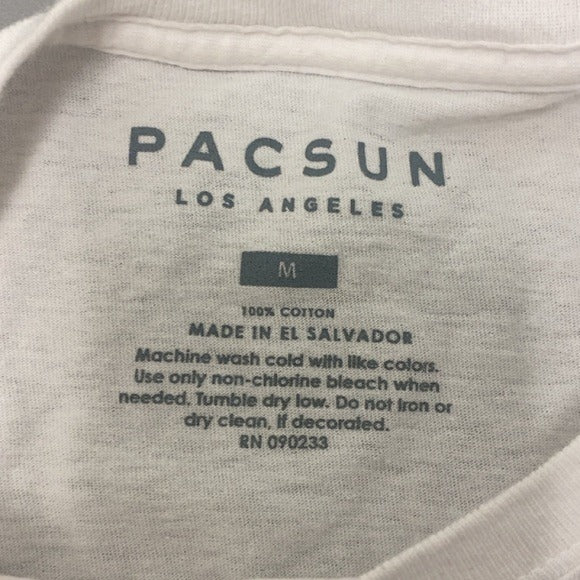 PACSUN
LOS ANGELES
M
100% COTTON
MADE IN EL SALVADOR
Machine wash cold with like colors.
Use only non-chlorine bleach when
needed. Tumble dry low. Do not iron or
dry clean, if decorated.
RN 090233